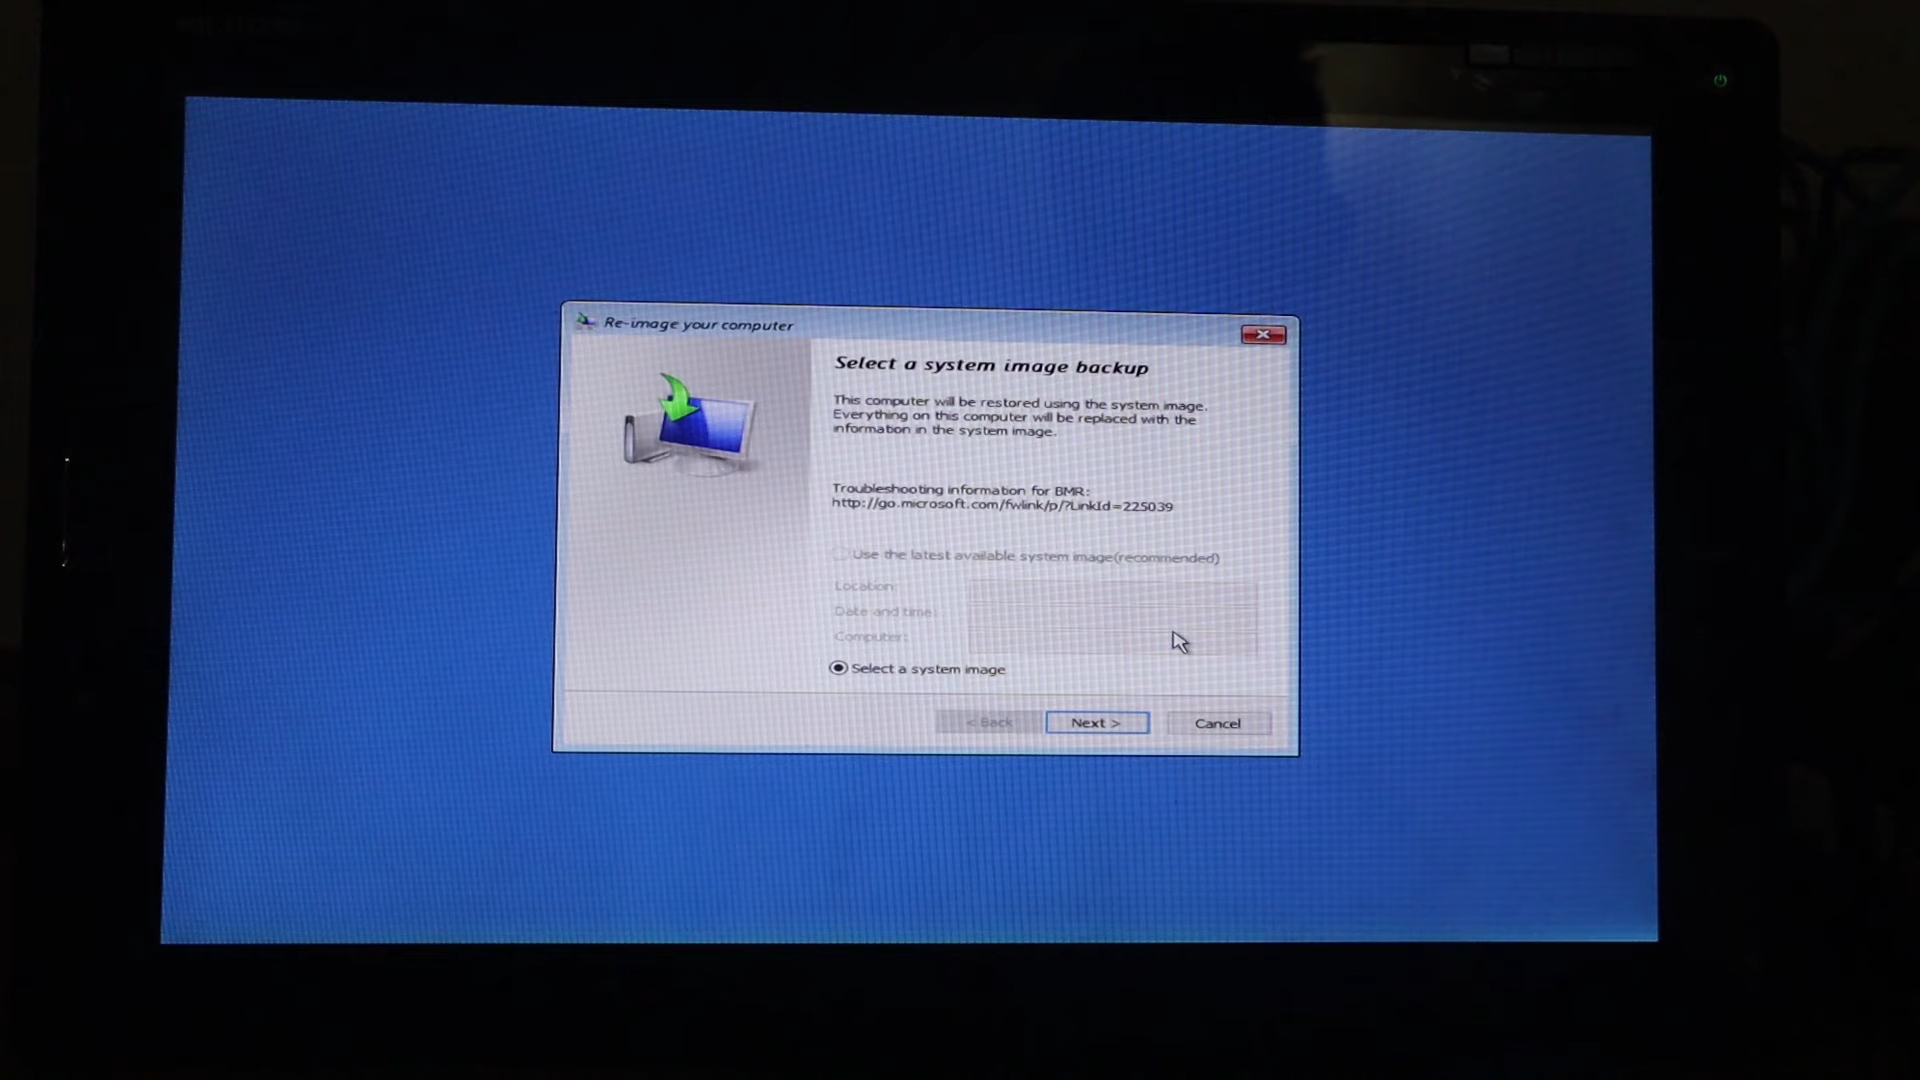 Re-image your computer
Select a system image backup
This computer will be restored using the system image.
Everything on this computer will be replaced with the
information in the system image.
Troubleshooting information for BMR:
http://go.microsoft.com/fwlink/p/?LinkId=225039
Use the latest available system image(recommended)
Location:
Date and time:
Computer:
Select a system image
< Back
Next >
Cancel